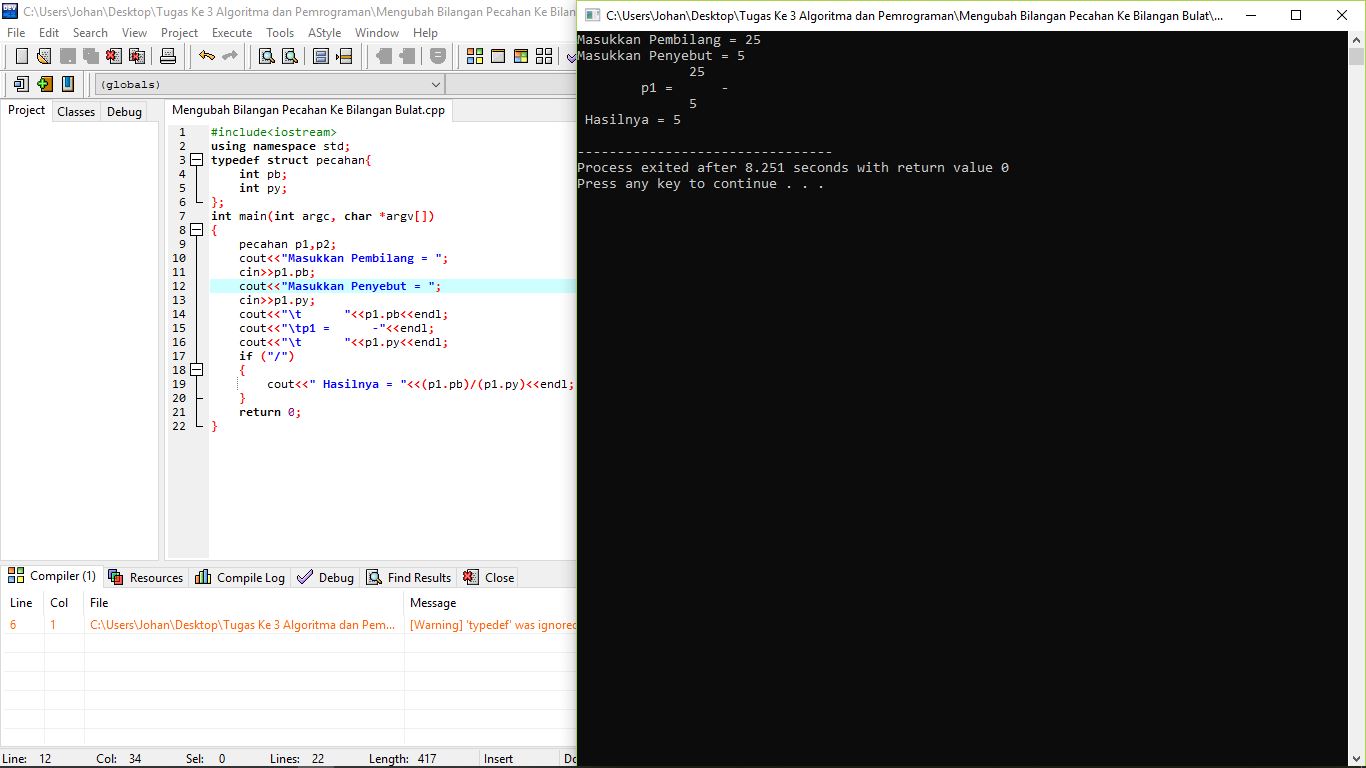 C:\Users\Johan\Desktop\Tugas Ke 3 Algoritma dan Pemrograman\Mengubah Bilangan Pecahan Ke Bilan
File Edit Search View Project Execute Tools AStyle Window Help
(globals)
Project Classes Debug
Mengubah Bilangan Pecahan Ke Bilangan Bulat.cpp
1 #include<iostream>
2 using namespace std;
3 typedef struct pecahan{
4 int pb;
5 int py;
6 };
7 int main(int argc, char *argv[])
8 {
9 pecahan p1,p2;
10 cout<<"Masukkan Pembilang = ";
11 cin>>p1.pb;
12 cout<<"Masukkan Penyebut = ";
13 cin>>p1.py;
14 cout<<"\t      "<<p1.pb<<endl;
15 cout<<"\tp1 =      -"<<endl;
16 cout<<"\t      "<<p1.py<<endl;
17 if ("/")
18 {
19 cout<<" Hasilnya = "<<(p1.pb)/(p1.py)<<endl;
20 }
21 return 0;
22 }
Compiler (1) Resources Compile Log Debug Find Results Close
Line Col File Message
6 1 C:\Users\Johan\Desktop\Tugas Ke 3 Algoritma dan Pem... [Warning] 'typedef' was ignored
Line: 12 Col: 34 Sel: 0 Lines: 22 Length: 417 Insert
C:\Users\Johan\Desktop\Tugas Ke 3 Algoritma dan Pemrograman\Mengubah Bilangan Pecahan Ke Bilangan Bulat\...
Masukkan Pembilang = 25
Masukkan Penyebut = 5
25
p1 =      -
5
Hasilnya = 5
--------------------------------
Process exited after 8.251 seconds with return value 0
Press any key to continue . . .